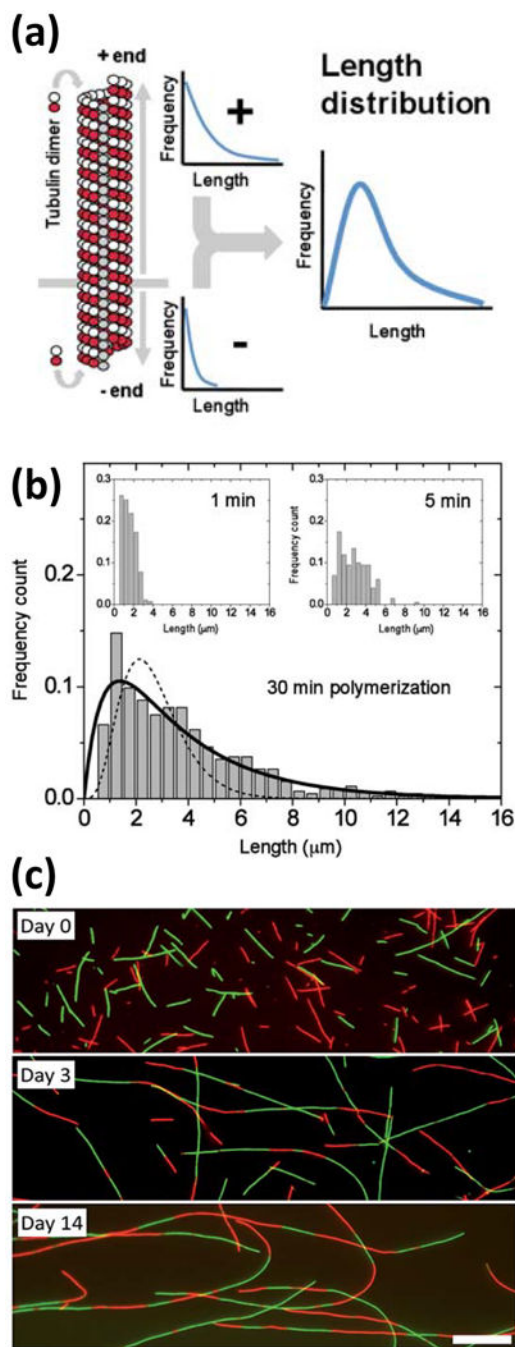 (a)
+ end
Tubulin dimer
- end
Frequency
+
Length
Frequency
-
Length
Length
distribution
Frequency
Length
(b)
Frequency count
0.2
0.1
0.0
0 2 4 6 8 10 12 14 16
Length (μm)
30 min polymerization
0.3
0.2
0.1
0.0
1 min
0 2 4 6 8 10 12 14 16
Length (μm)
Frequency count
0.3
0.2
0.1
0.0
5 min
0 2 4 6 8 10 12 14 16
Length (μm)
(c)
Day 0
Day 3
Day 14